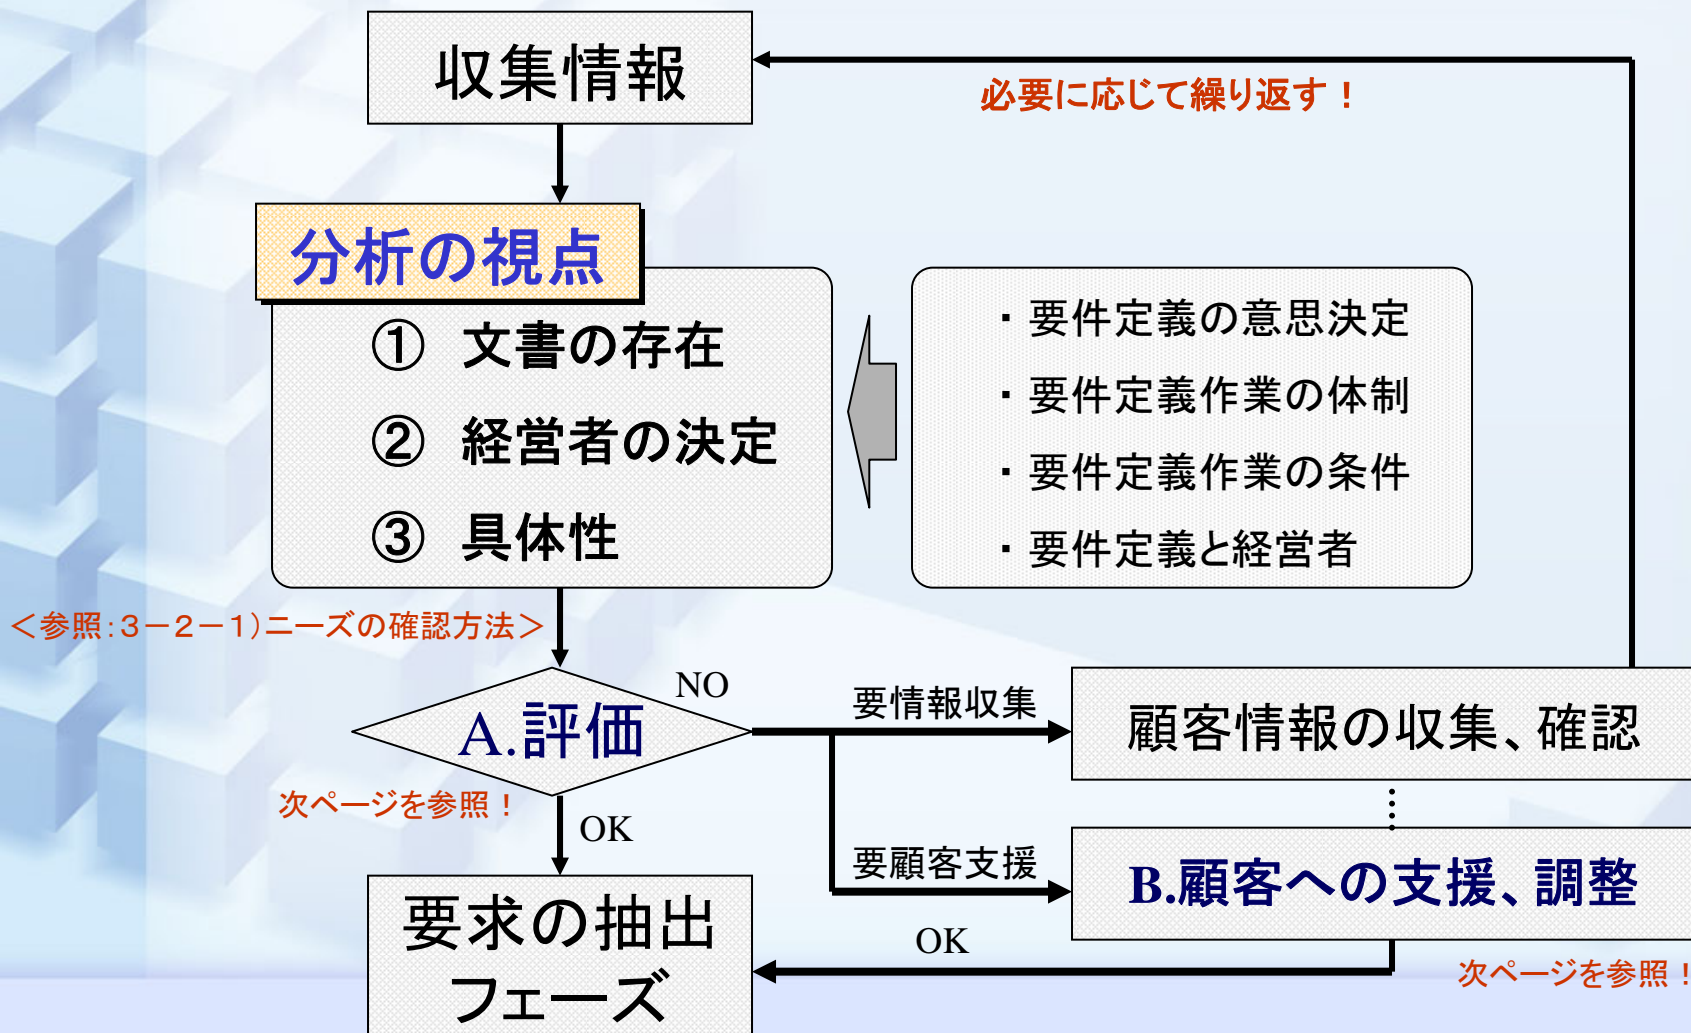 収集情報
必要に応じて繰り返す!
分析の視点
① 文書の存在
② 経営者の決定
③ 具体性
・要件定義の意思決定
・要件定義作業の体制
・要件定義作業の条件
・要件定義と経営者
＜参照:3－2－1)ニーズの確認方法＞
A.評価
NO
要情報収集
顧客情報の収集、確認
次ページを参照!
OK
要顧客支援
B.顧客への支援、調整
要求の抽出
フェーズ
OK
次ページを参照!